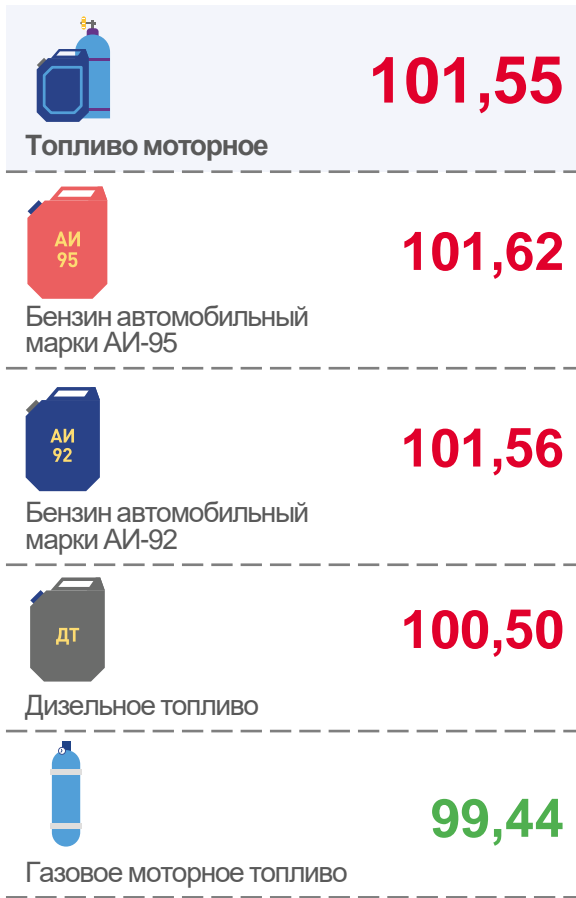 101,55
Топливо моторное
АИ
95
101,62
Бензин автомобильный
марки АИ-95
АИ
92
101,56
Бензин автомобильный
марки АИ-92
ДТ
100,50
Дизельное топливо
99,44
Газовое моторное топливо